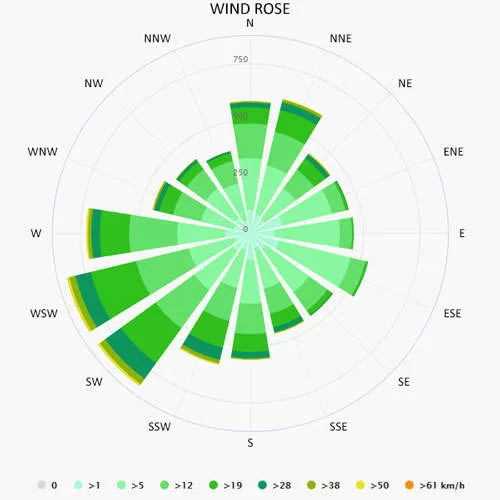 WIND ROSE
N
NNW
NNE
750
NW
NE
500
WNW
ENE
250
W
0
E
WSW
ESE
SW
SE
SSW
SSE
S
0 >1 >5 >12 >19 >28 >38 >50 >61 km/h